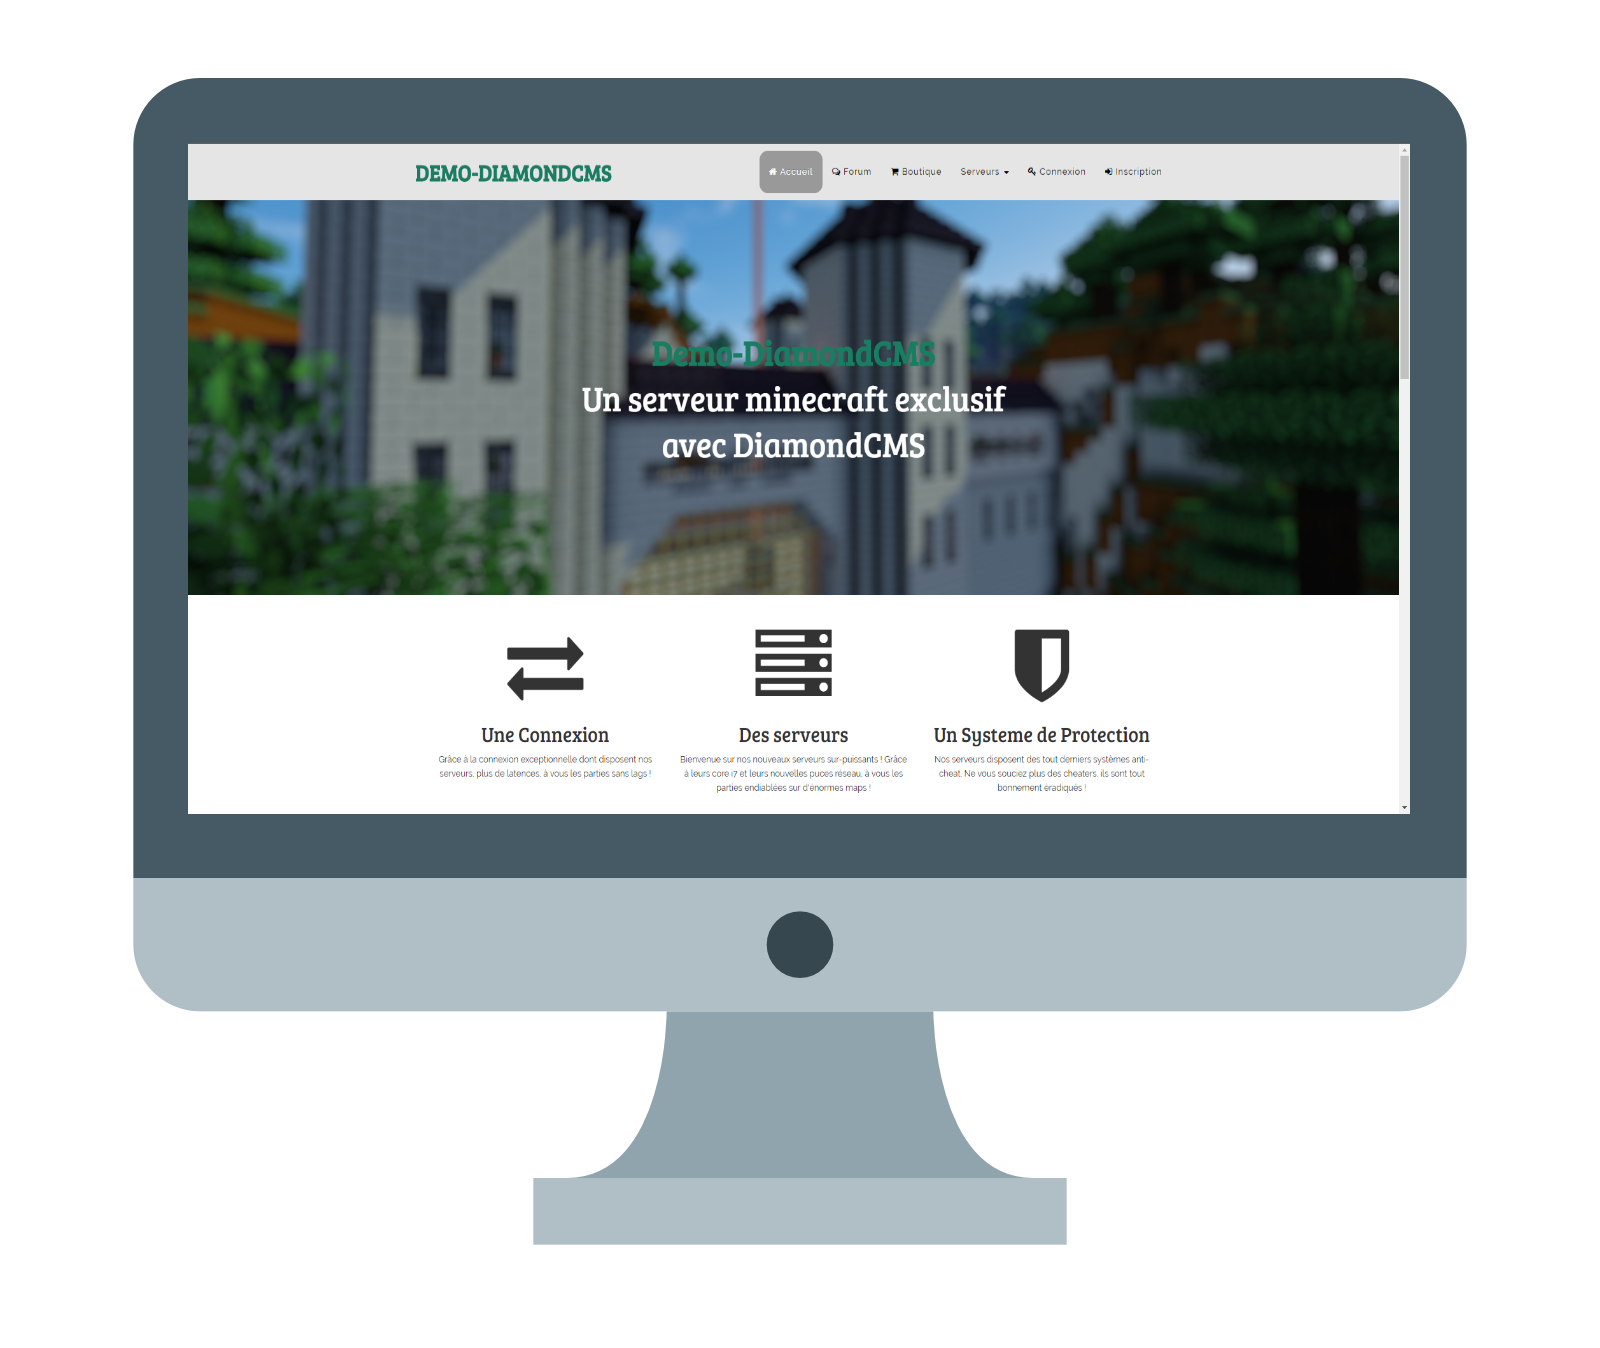 DEMO-DIAMONDCMS
Accueil
Forum
Boutique
Serveurs
Connexion
Inscription
Demo-DiamondCMS
Un serveur minecraft exclusif
avec DiamondCMS
Une Connexion
Grâce à la connexion exceptionnelle dont disposent nos
serveurs, plus de latences, à vous les parties sans lags !
Des serveurs
Bienvenue sur nos nouveaux serveurs sur-puissants ! Grâce
à leurs core i7 et leurs nouvelles puces réseau, à vous les
parties endiablées sur d'énormes maps !
Un Systeme de Protection
Nos serveurs disposent des tout derniers systèmes anti-
cheat. Ne vous souciez plus des cheaters, ils sont tout
bonnement éradiqués !